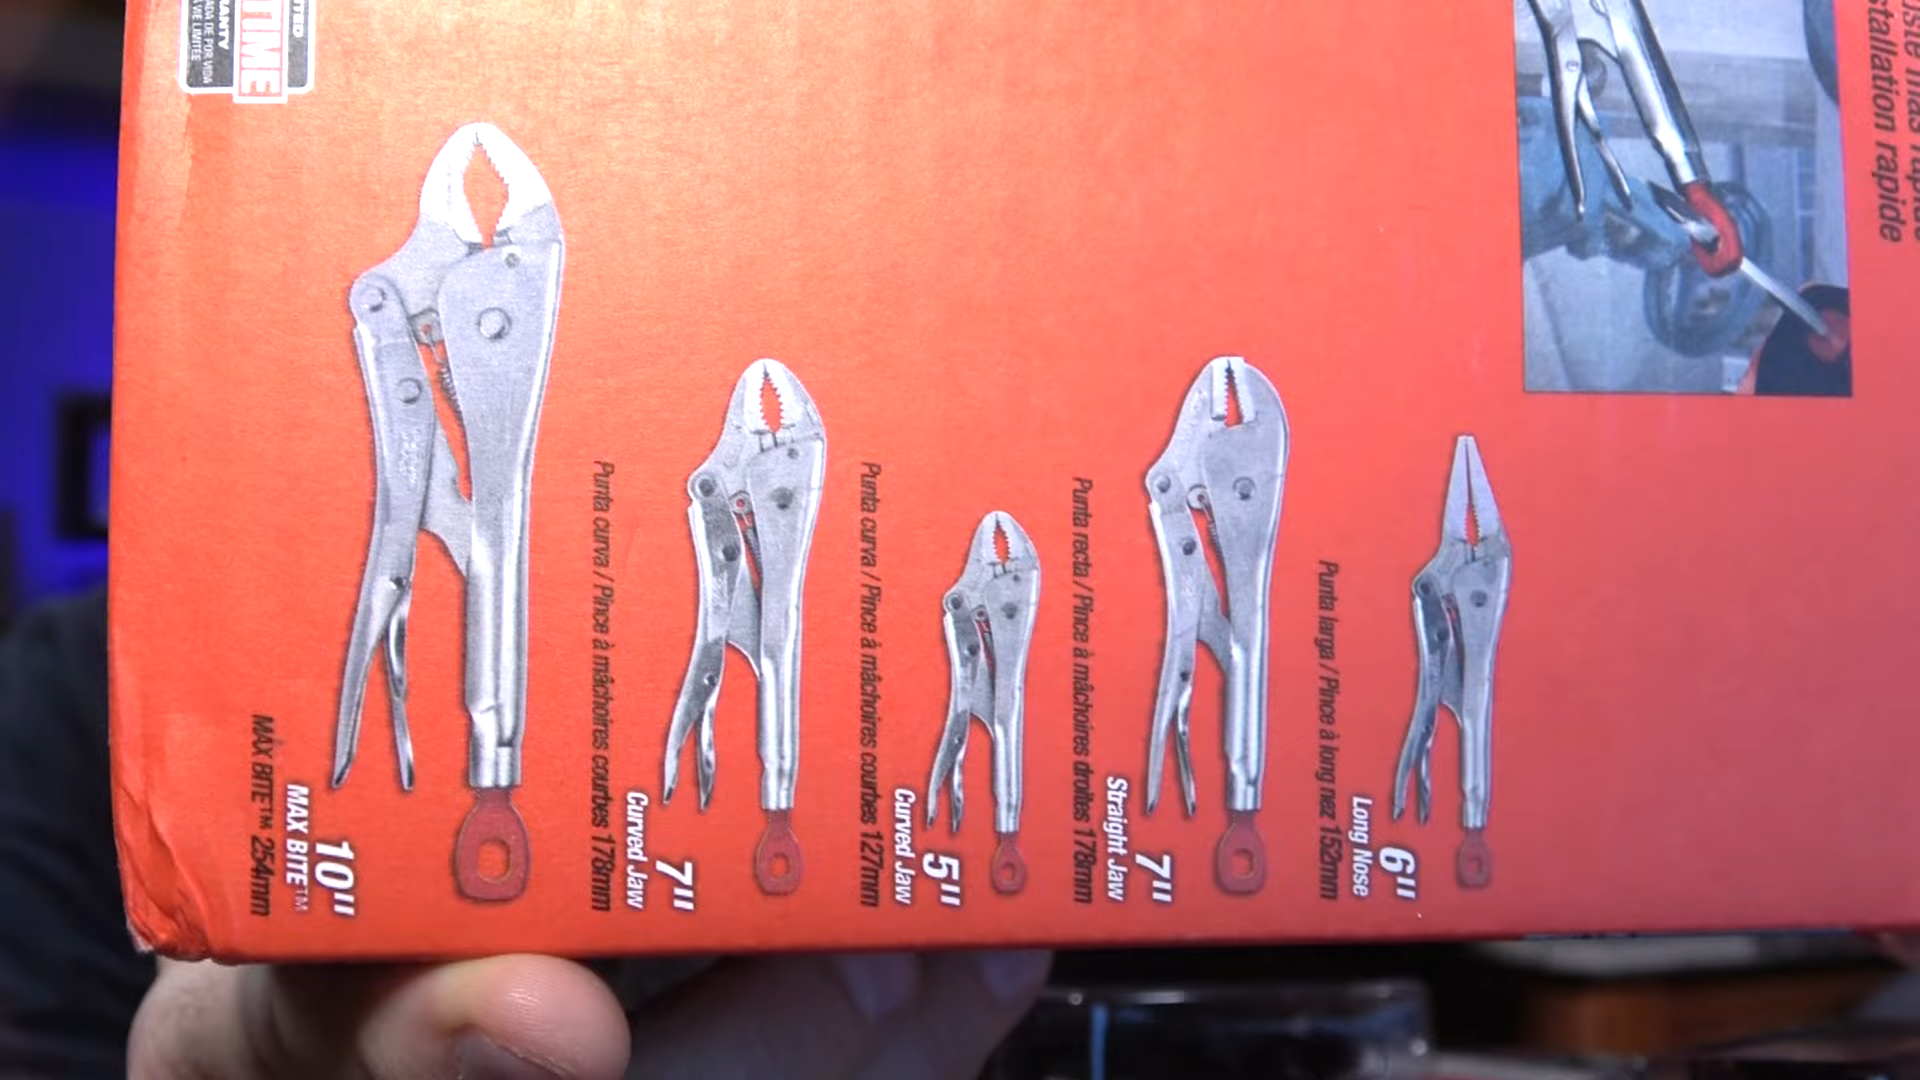 TIME
10"
MAX BITE™
MAX BITE™ 254mm
7"
Curved Jaw
Punta curva / Pince à mâchoires courbes 178mm
5"
Curved Jaw
Punta curva / Pince à mâchoires courbes 127mm
7"
Straight Jaw
Punta recta / Pince à mâchoires droites 178mm
6"
Long Nose
Punta larga / Pince à long nez 152mm
rapide